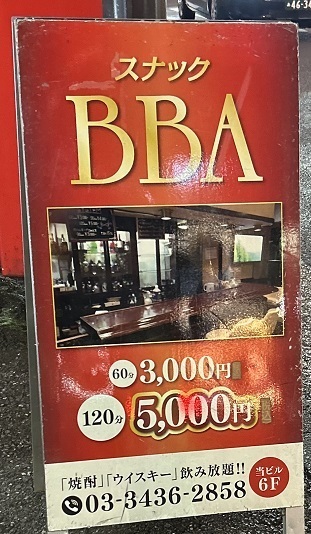 スナック
BBA
60分 3,000円
120分 5,000円
「焼酎」「ウイスキー」飲み放題!!
当ビル
6F
03-3436-2858
46-34